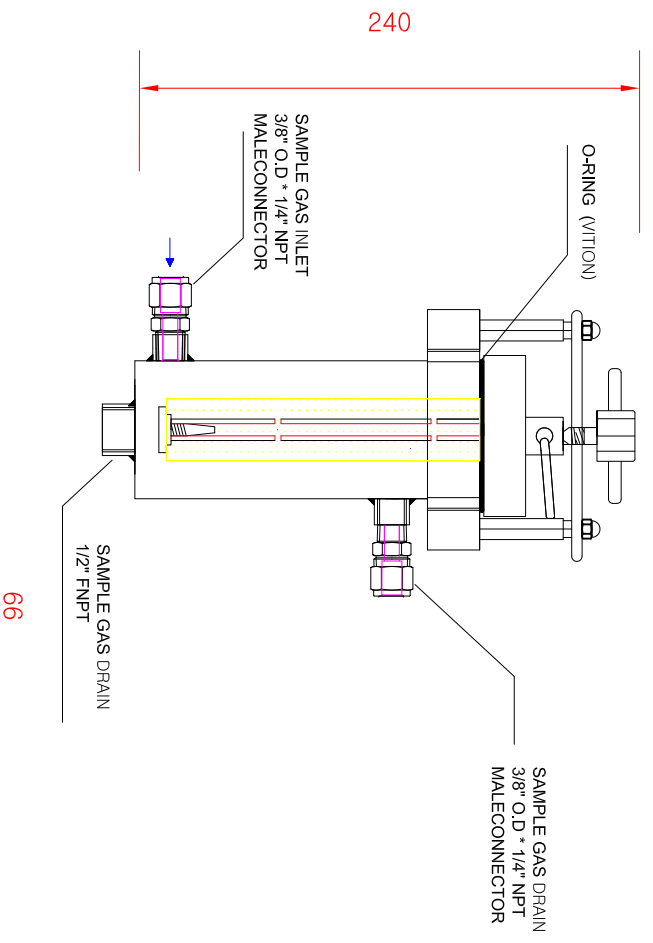 240
SAMPLE GAS INLET
3/8" O.D * 1/4" NPT
MALECONNECTOR
O-RING (VITION)
SAMPLE GAS DRAIN
1/2" FNPT
66
SAMPLE GAS DRAIN
3/8" O.D * 1/4" NPT
MALECONNECTOR